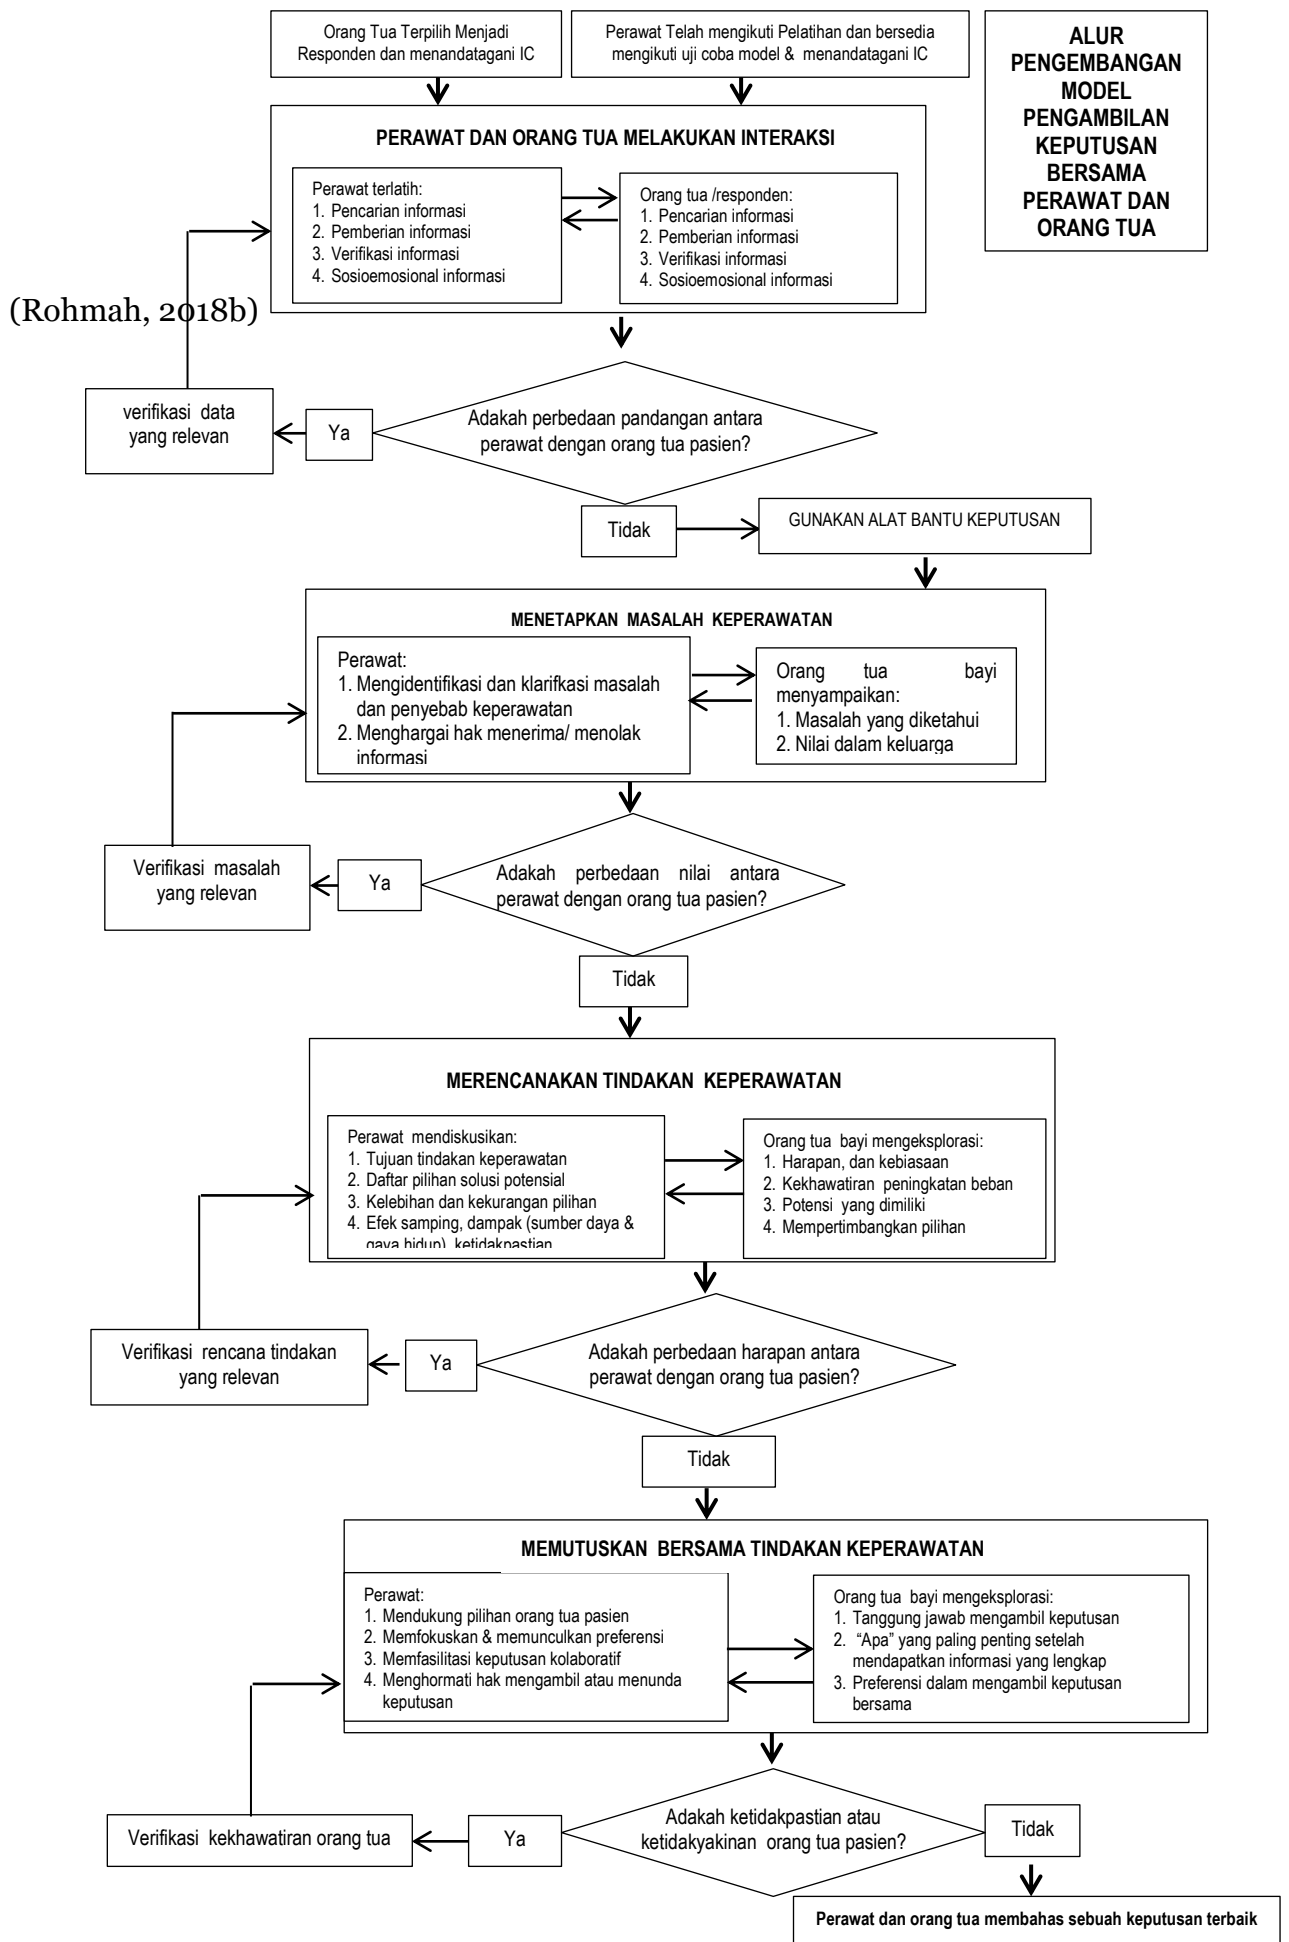 Orang Tua Terpilih Menjadi
Responden dan menandatagani IC
Perawat Telah mengikuti Pelatihan dan bersedia
mengikuti uji coba model & menandatagani IC
ALUR
PENGEMBANGAN
MODEL
PENGAMBILAN
KEPUTUSAN
BERSAMA
PERAWAT DAN
ORANG TUA
PERAWAT DAN ORANG TUA MELAKUKAN INTERAKSI
Perawat terlatih:
1. Pencarian informasi
2. Pemberian informasi
3. Verifikasi informasi
4. Sosioemosional informasi
Orang tua /responden:
1. Pencarian informasi
2. Pemberian informasi
3. Verifikasi informasi
4. Sosioemosional informasi
(Rohmah, 2018b)
Adakah perbedaan pandangan antara
perawat dengan orang tua pasien?
Ya
verifikasi data
yang relevan
Tidak
GUNAKAN ALAT BANTU KEPUTUSAN
MENETAPKAN MASALAH KEPERAWATAN
Perawat:
1. Mengidentifikasi dan klarifkasi masalah
dan penyebab keperawatan
2. Menghargai hak menerima/ menolak
informasi
Orang tua bayi
menyampaikan:
1. Masalah yang diketahui
2. Nilai dalam keluarga
Adakah perbedaan nilai antara
perawat dengan orang tua pasien?
Ya
Verifikasi masalah
yang relevan
Tidak
MERENCANAKAN TINDAKAN KEPERAWATAN
Perawat mendiskusikan:
1. Tujuan tindakan keperawatan
2. Daftar pilihan solusi potensial
3. Kelebihan dan kekurangan pilihan
4. Efek samping, dampak (sumber daya &
gaya hidup) ketidakpastian
Orang tua bayi mengeksplorasi:
1. Harapan, dan kebiasaan
2. Kekhawatiran peningkatan beban
3. Potensi yang dimiliki
4. Mempertimbangkan pilihan
Adakah perbedaan harapan antara
perawat dengan orang tua pasien?
Ya
Verifikasi rencana tindakan
yang relevan
Tidak
MEMUTUSKAN BERSAMA TINDAKAN KEPERAWATAN
Perawat:
1. Mendukung pilihan orang tua pasien
2. Memfokuskan & memunculkan preferensi
3. Memfasilitasi keputusan kolaboratif
4. Menghormati hak mengambil atau menunda
keputusan
Orang tua bayi mengeksplorasi:
1. Tanggung jawab mengambil keputusan
2. “Apa” yang paling penting setelah
mendapatkan informasi yang lengkap
3. Preferensi dalam mengambil keputusan
bersama
Adakah ketidakpastian atau
ketidakyakinan orang tua pasien?
Ya
Verifikasi kekhawatiran orang tua
Tidak
Perawat dan orang tua membahas sebuah keputusan terbaik